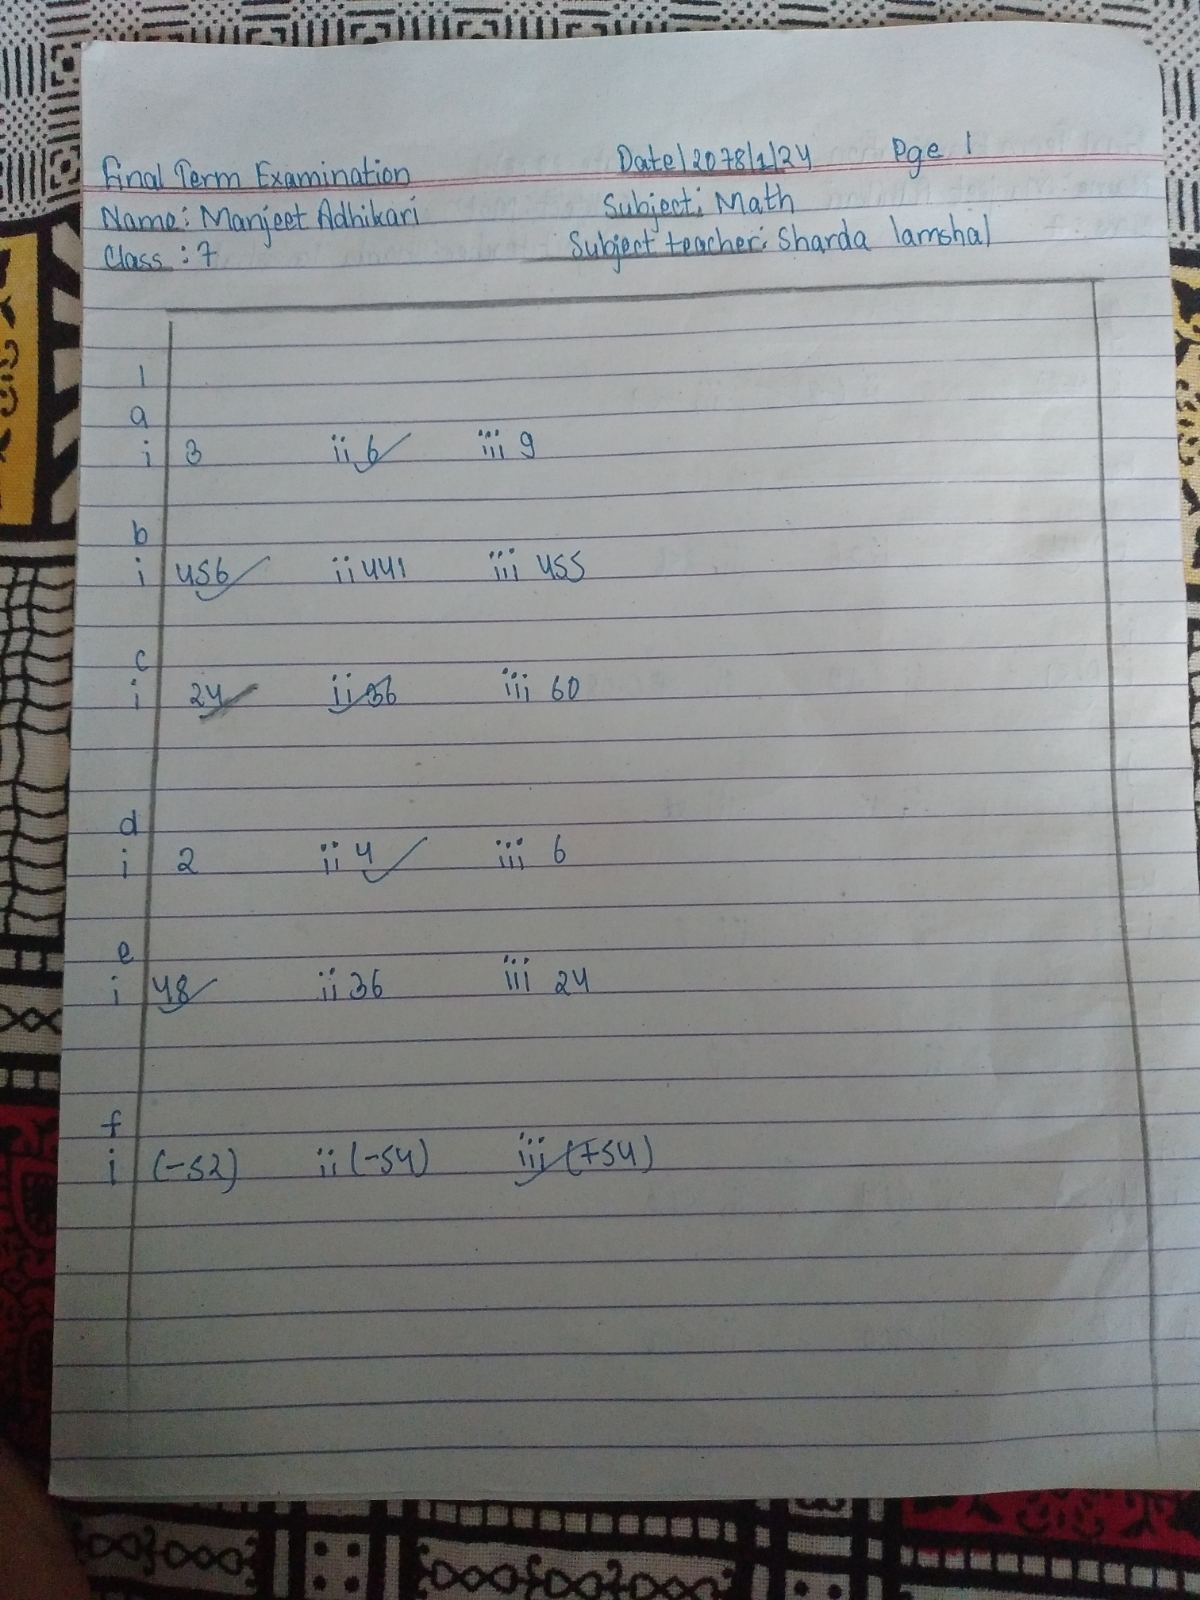 Final Term Examination Date/2078/1/24 Pge 1
Name: Manjeet Adhikari Subject: Math
Class : 7 Subject teacher: Sharda lamshal
1
a
i 3 ii 6 iii 9
b
i 456 ii 441 iii 455
c
i 24 ii 36 iii 60
d
i 2 ii 4 iii 6
e
i 48 ii 36 iii 24
f
i (-52) ii (-54) iii (+54)